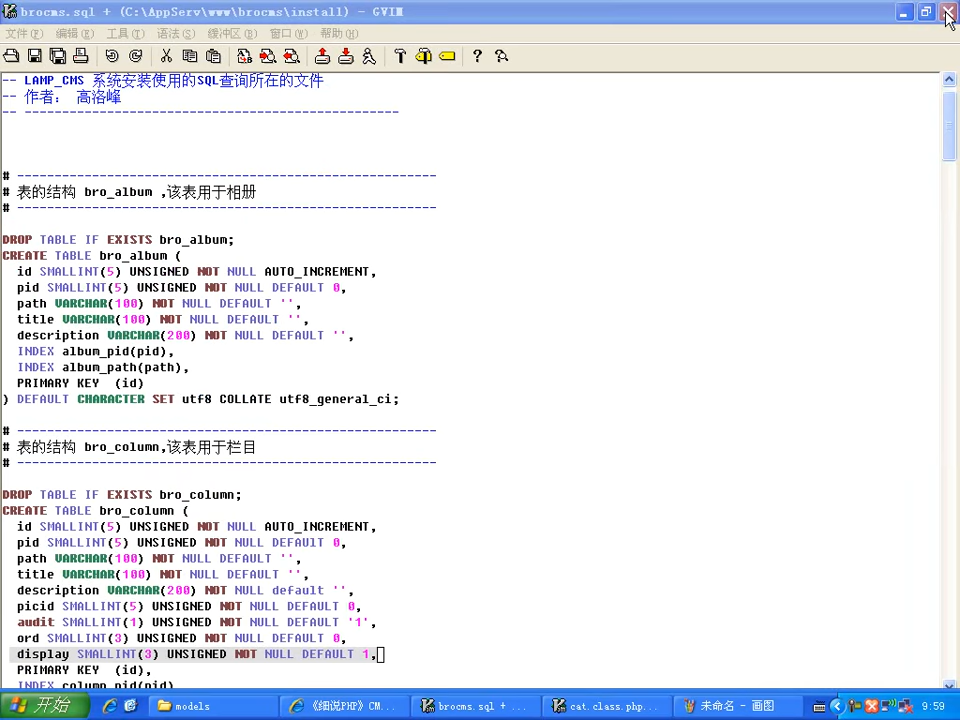 brocms.sql + (C:\AppServ\www\brocms\install) - GVIM
文件(F) 编辑(E) 工具(T) 语法(S) 缓冲区(B) 窗口(W) 帮助(H)
-- LAMP_CMS 系统安装使用的SQL查询所在的文件
-- 作者： 高洛峰
-- --------------------------------------------------
# --------------------------------------------------------
# 表的结构 bro_album ,该表用于相册
# --------------------------------------------------------
DROP TABLE IF EXISTS bro_album;
CREATE TABLE bro_album (
id SMALLINT(5) UNSIGNED NOT NULL AUTO_INCREMENT,
pid SMALLINT(5) UNSIGNED NOT NULL DEFAULT 0,
path VARCHAR(100) NOT NULL DEFAULT '',
title VARCHAR(100) NOT NULL DEFAULT '',
description VARCHAR(200) NOT NULL DEFAULT '',
INDEX album_pid(pid),
INDEX album_path(path),
PRIMARY KEY (id)
) DEFAULT CHARACTER SET utf8 COLLATE utf8_general_ci;
# --------------------------------------------------------
# 表的结构 bro_column,该表用于栏目
# --------------------------------------------------------
DROP TABLE IF EXISTS bro_column;
CREATE TABLE bro_column (
id SMALLINT(5) UNSIGNED NOT NULL AUTO_INCREMENT,
pid SMALLINT(5) UNSIGNED NOT NULL DEFAUlT 0,
path VARCHAR(100) NOT NULL DEFAULT '',
title VARCHAR(100) NOT NULL DEFAULT '',
description VARCHAR(200) NOT NULL default '',
picid SMALLINT(5) UNSIGNED NOT NULL DEFAULT 0,
audit SMALLINT(1) UNSIGNED NOT NULL DEFAULT '1',
ord SMALLINT(3) UNSIGNED NOT NULL DEFAULT 0,
display SMALLINT(3) UNSIGNED NOT NULL DEFAULT 1,
PRIMARY KEY (id),
INDEX column_pid(pid)
开始 models 《细说PHP》CM... brocms.sql + ... cat.class.php... 未命名 - 画图 9:59